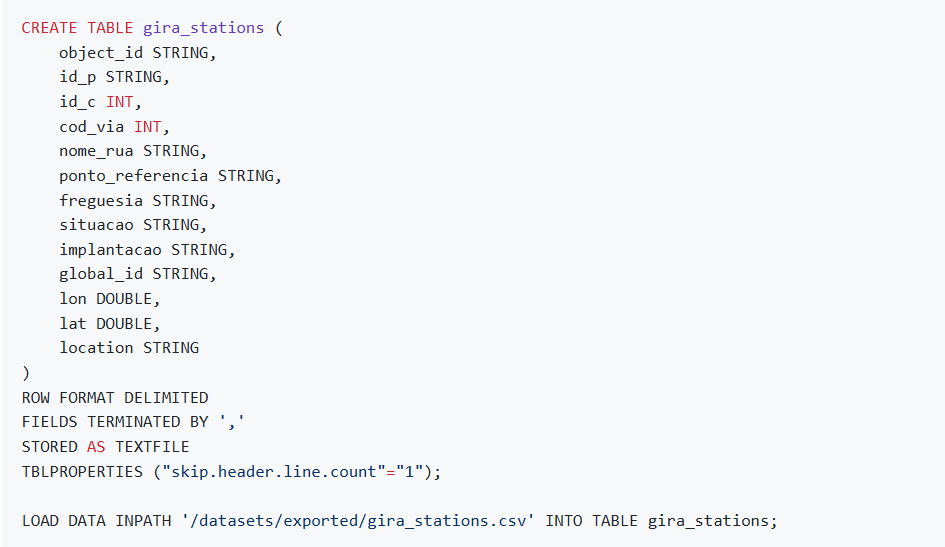 CREATE TABLE gira_stations (
    object_id STRING,
    id_p STRING,
    id_c INT,
    cod_via INT,
    nome_rua STRING,
    ponto_referencia STRING,
    freguesia STRING,
    situacao STRING,
    implantacao STRING,
    global_id STRING,
    lon DOUBLE,
    lat DOUBLE,
    location STRING
)
ROW FORMAT DELIMITED
FIELDS TERMINATED BY ','
STORED AS TEXTFILE
TBLPROPERTIES ("skip.header.line.count"="1");
LOAD DATA INPATH '/datasets/exported/gira_stations.csv' INTO TABLE gira_stations;